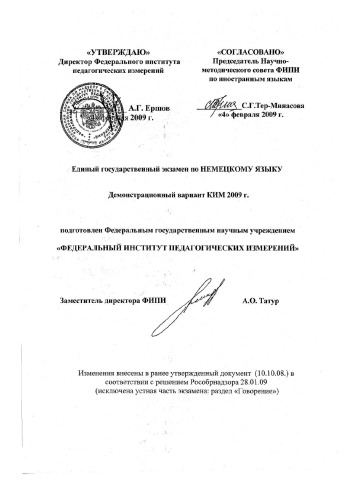 «УТВЕРЖДАЮ»
Директор Федерального института
педагогических измерений
А.Г. Ершов
2009 г.
«СОГЛАСОВАНО»
Председатель Научно-
методического совета ФИПИ
по иностранным языкам
С.Г.Тер-Минасова
«4» февраля 2009 г.
Единый государственный экзамен по НЕМЕЦКОМУ ЯЗЫКУ
Демонстрационный вариант КИМ 2009 г.
подготовлен Федеральным государственным научным учреждением
«ФЕДЕРАЛЬНЫЙ ИНСТИТУТ ПЕДАГОГИЧЕСКИХ ИЗМЕРЕНИЙ»
Заместитель директора ФИПИ
А.О. Татур
Изменения внесены в ранее утвержденный документ (10.10.08.) в
соответствии с решением Рособрнадзора 28.01.09
(исключена устная часть экзамена: раздел «Говорение»)